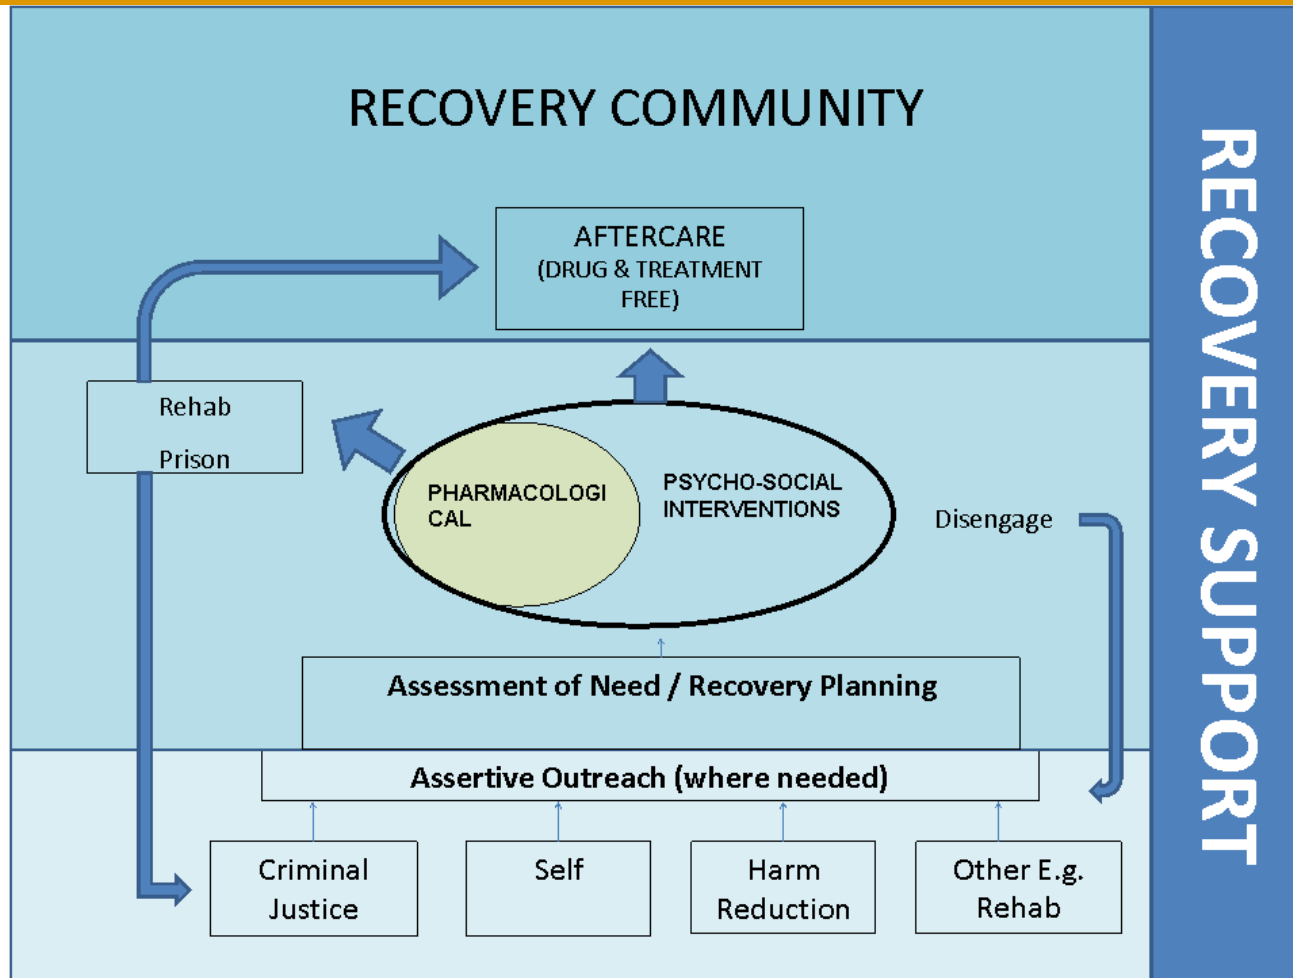 RECOVERY COMMUNITY
AFTERCARE
(DRUG & TREATMENT
FREE)
Rehab
Prison
PHARMACOLOGI
CAL
PSYCHO-SOCIAL
INTERVENTIONS
Disengage
Assessment of Need / Recovery Planning
Assertive Outreach (where needed)
Criminal
Justice
Self
Harm
Reduction
Other E.g.
Rehab
RECOVERY SUPPORT